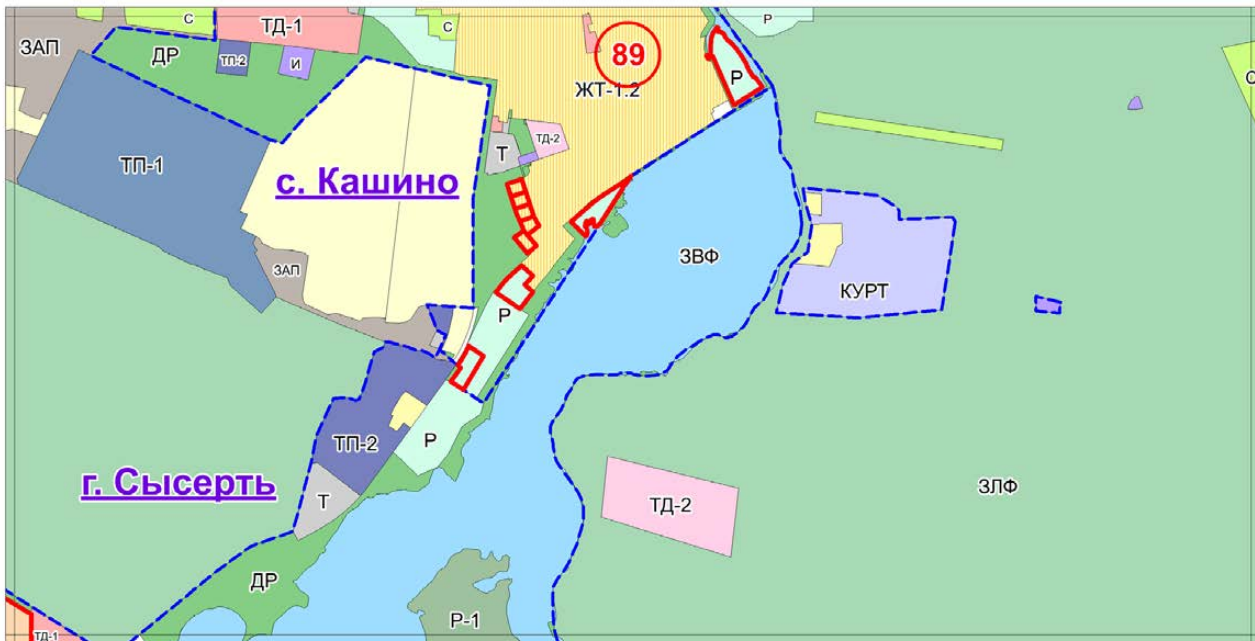 С
ТД-1
С
Р
ЗАП
ДР
ТП-2
И
89
Р
С
ЖТ-1.2
ТП-1
Т
ТД-2
с. Кашино
ЗАП
ЗВФ
КУРТ
Р
ТП-2
Р
г. Сысерть
Т
ТД-2
ЗЛФ
ДР
Р-1
ТД-1